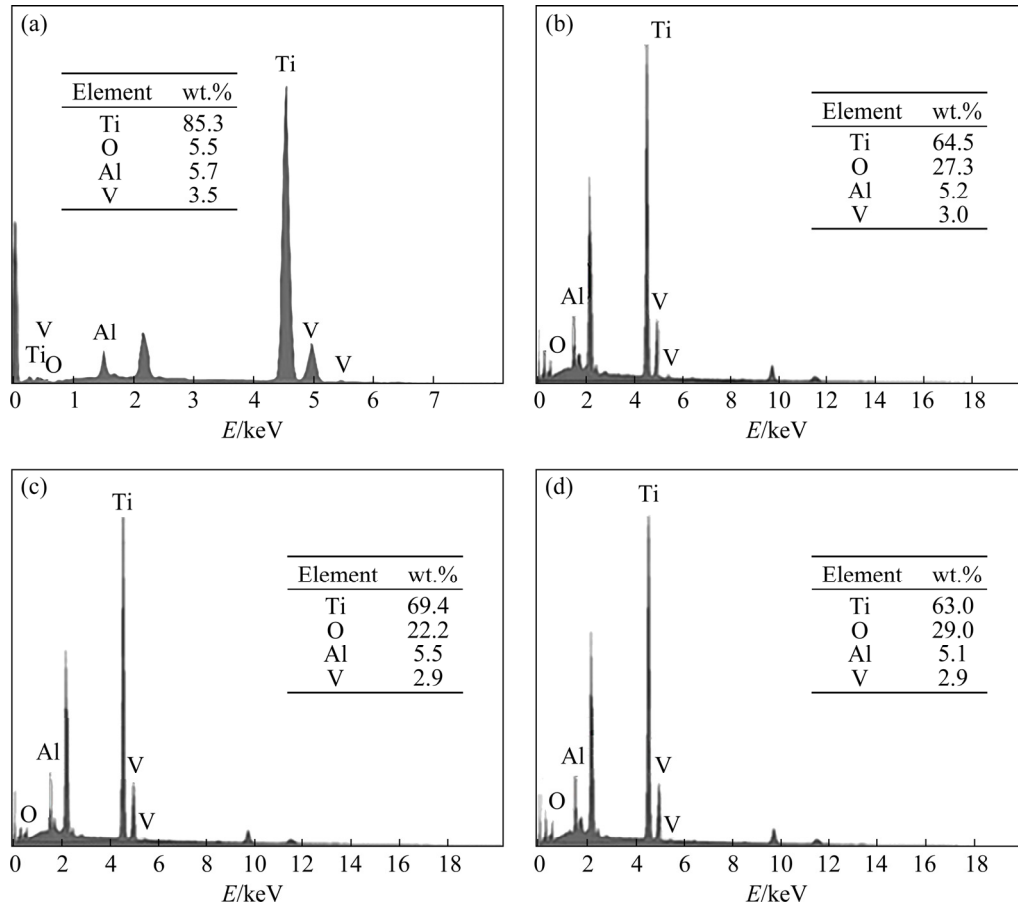 (a)
Element wt.%
Ti 85.3
O 5.5
Al 5.7
V 3.5
Ti
V
Ti
O
Al
V
V
0 1 2 3 4 5 6 7
E/keV
(b)
Element wt.%
Ti 64.5
O 27.3
Al 5.2
V 3.0
Ti
Al
O
V
V
0 2 4 6 8 10 12 14 16 18
E/keV
(c)
Element wt.%
Ti 69.4
O 22.2
Al 5.5
V 2.9
Ti
Al
O
V
V
0 2 4 6 8 10 12 14 16 18
E/keV
(d)
Element wt.%
Ti 63.0
O 29.0
Al 5.1
V 2.9
Ti
Al
O
V
V
0 2 4 6 8 10 12 14 16 18
E/keV